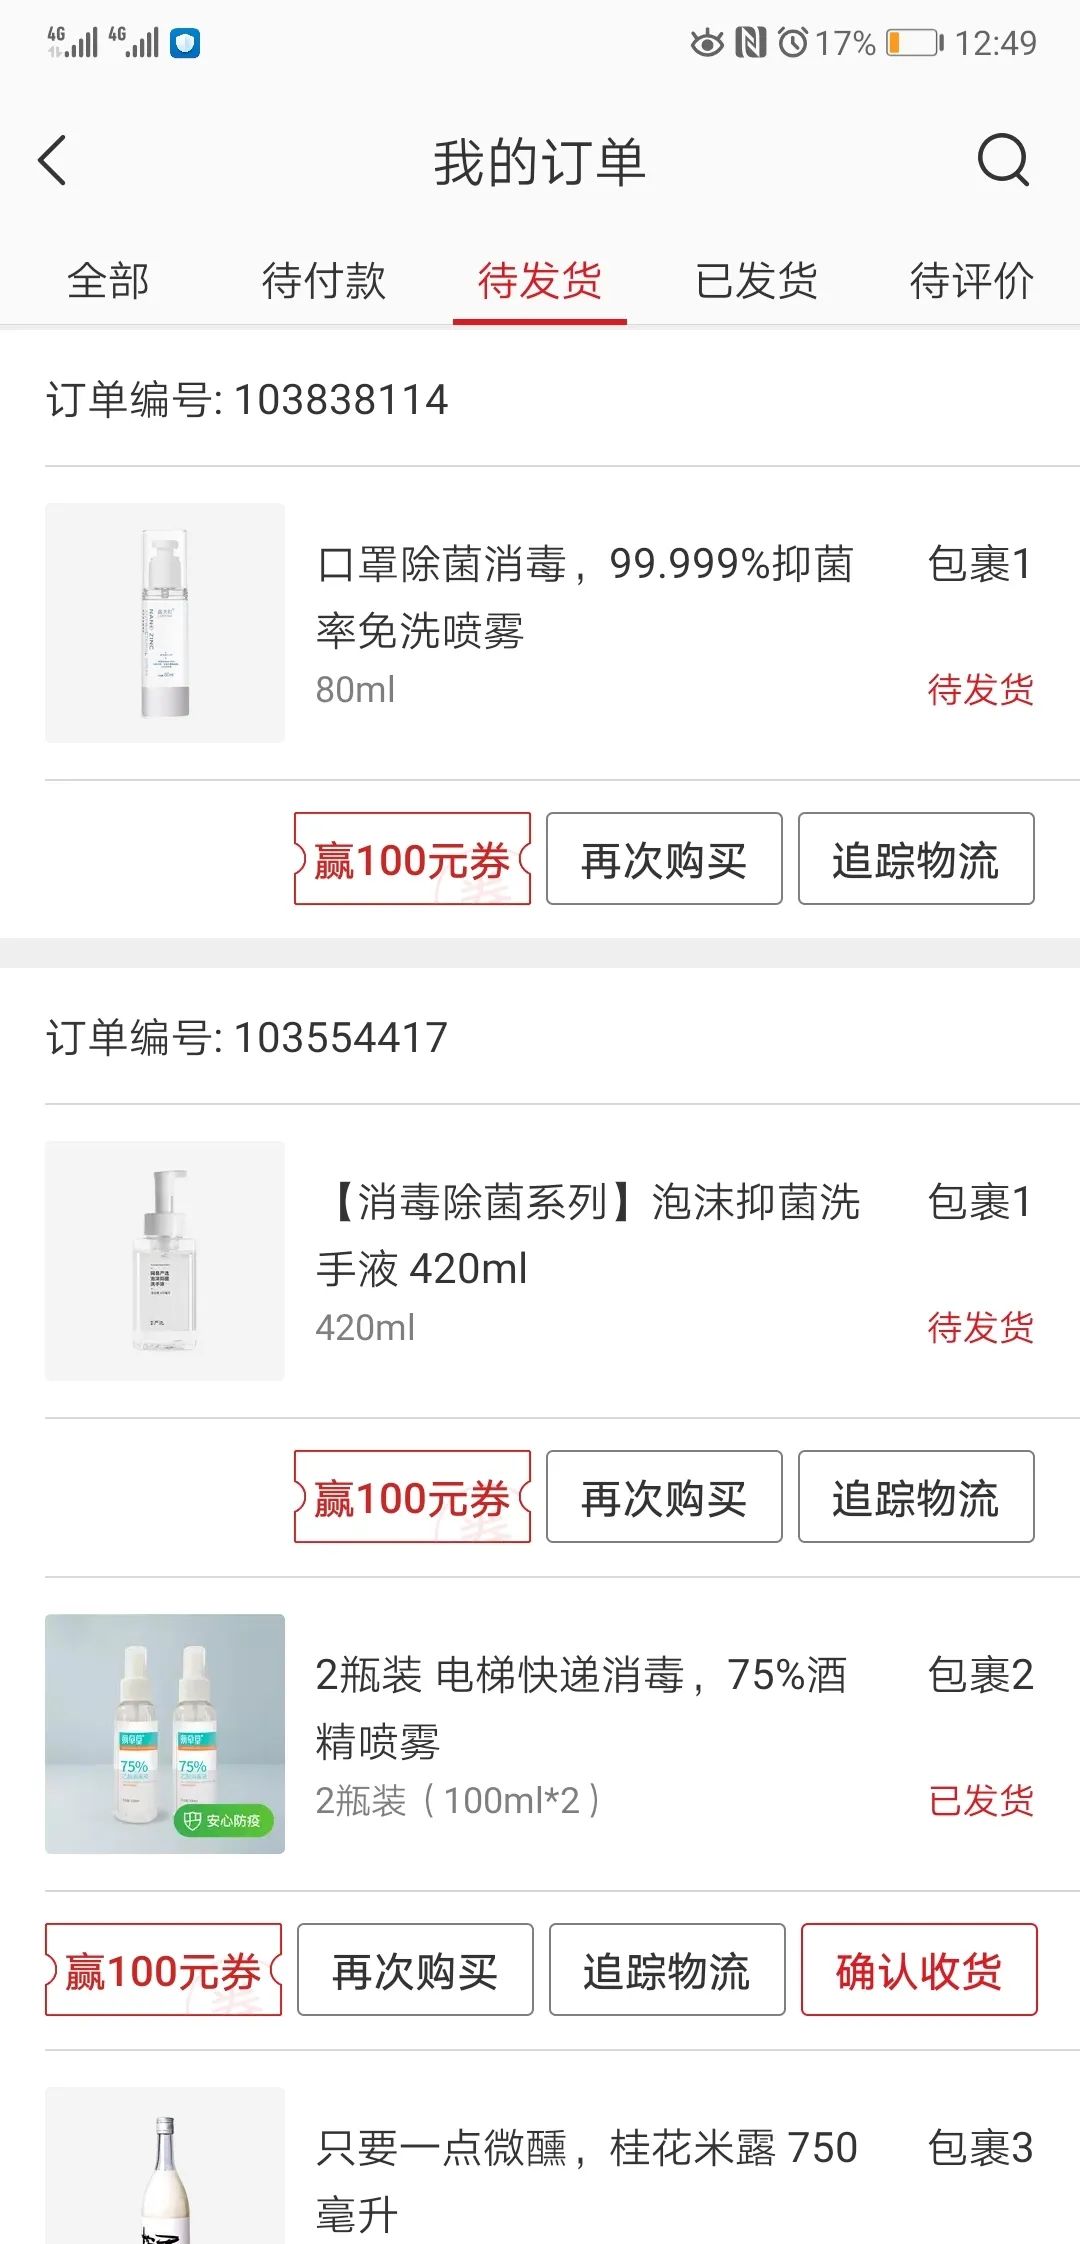 4G 4G 17% 12:49
我的订单
全部 待付款 待发货 已发货 待评价
订单编号: 103838114
口罩除菌消毒，99.999%抑菌 包裹1
率免洗喷雾
80ml 待发货
赢100元券 再次购买 追踪物流
订单编号: 103554417
【消毒除菌系列】泡沫抑菌洗 包裹1
手液 420ml
420ml 待发货
赢100元券 再次购买 追踪物流
2瓶装 电梯快递消毒，75%酒 包裹2
精喷雾
2瓶装（100ml*2） 已发货
75% 75%
安心防疫
赢100元券 再次购买 追踪物流 确认收货
只要一点微醺，桂花米露 750 包裹3
毫升